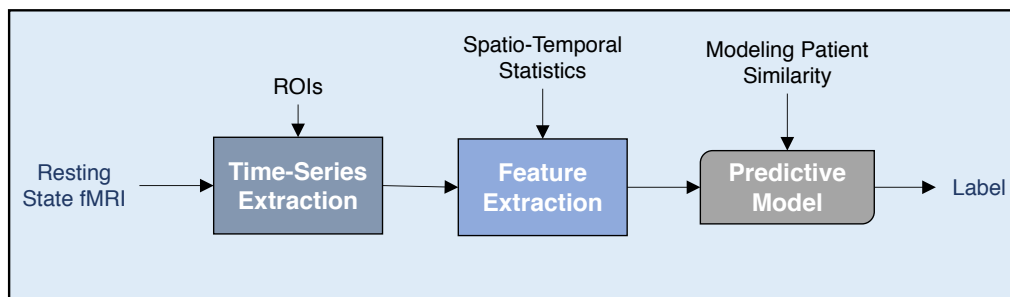 Spatio-Temporal
Statistics
Modeling Patient
Similarity
ROIs
Resting
State fMRI
Time-Series
Extraction
Feature
Extraction
Predictive
Model
Label